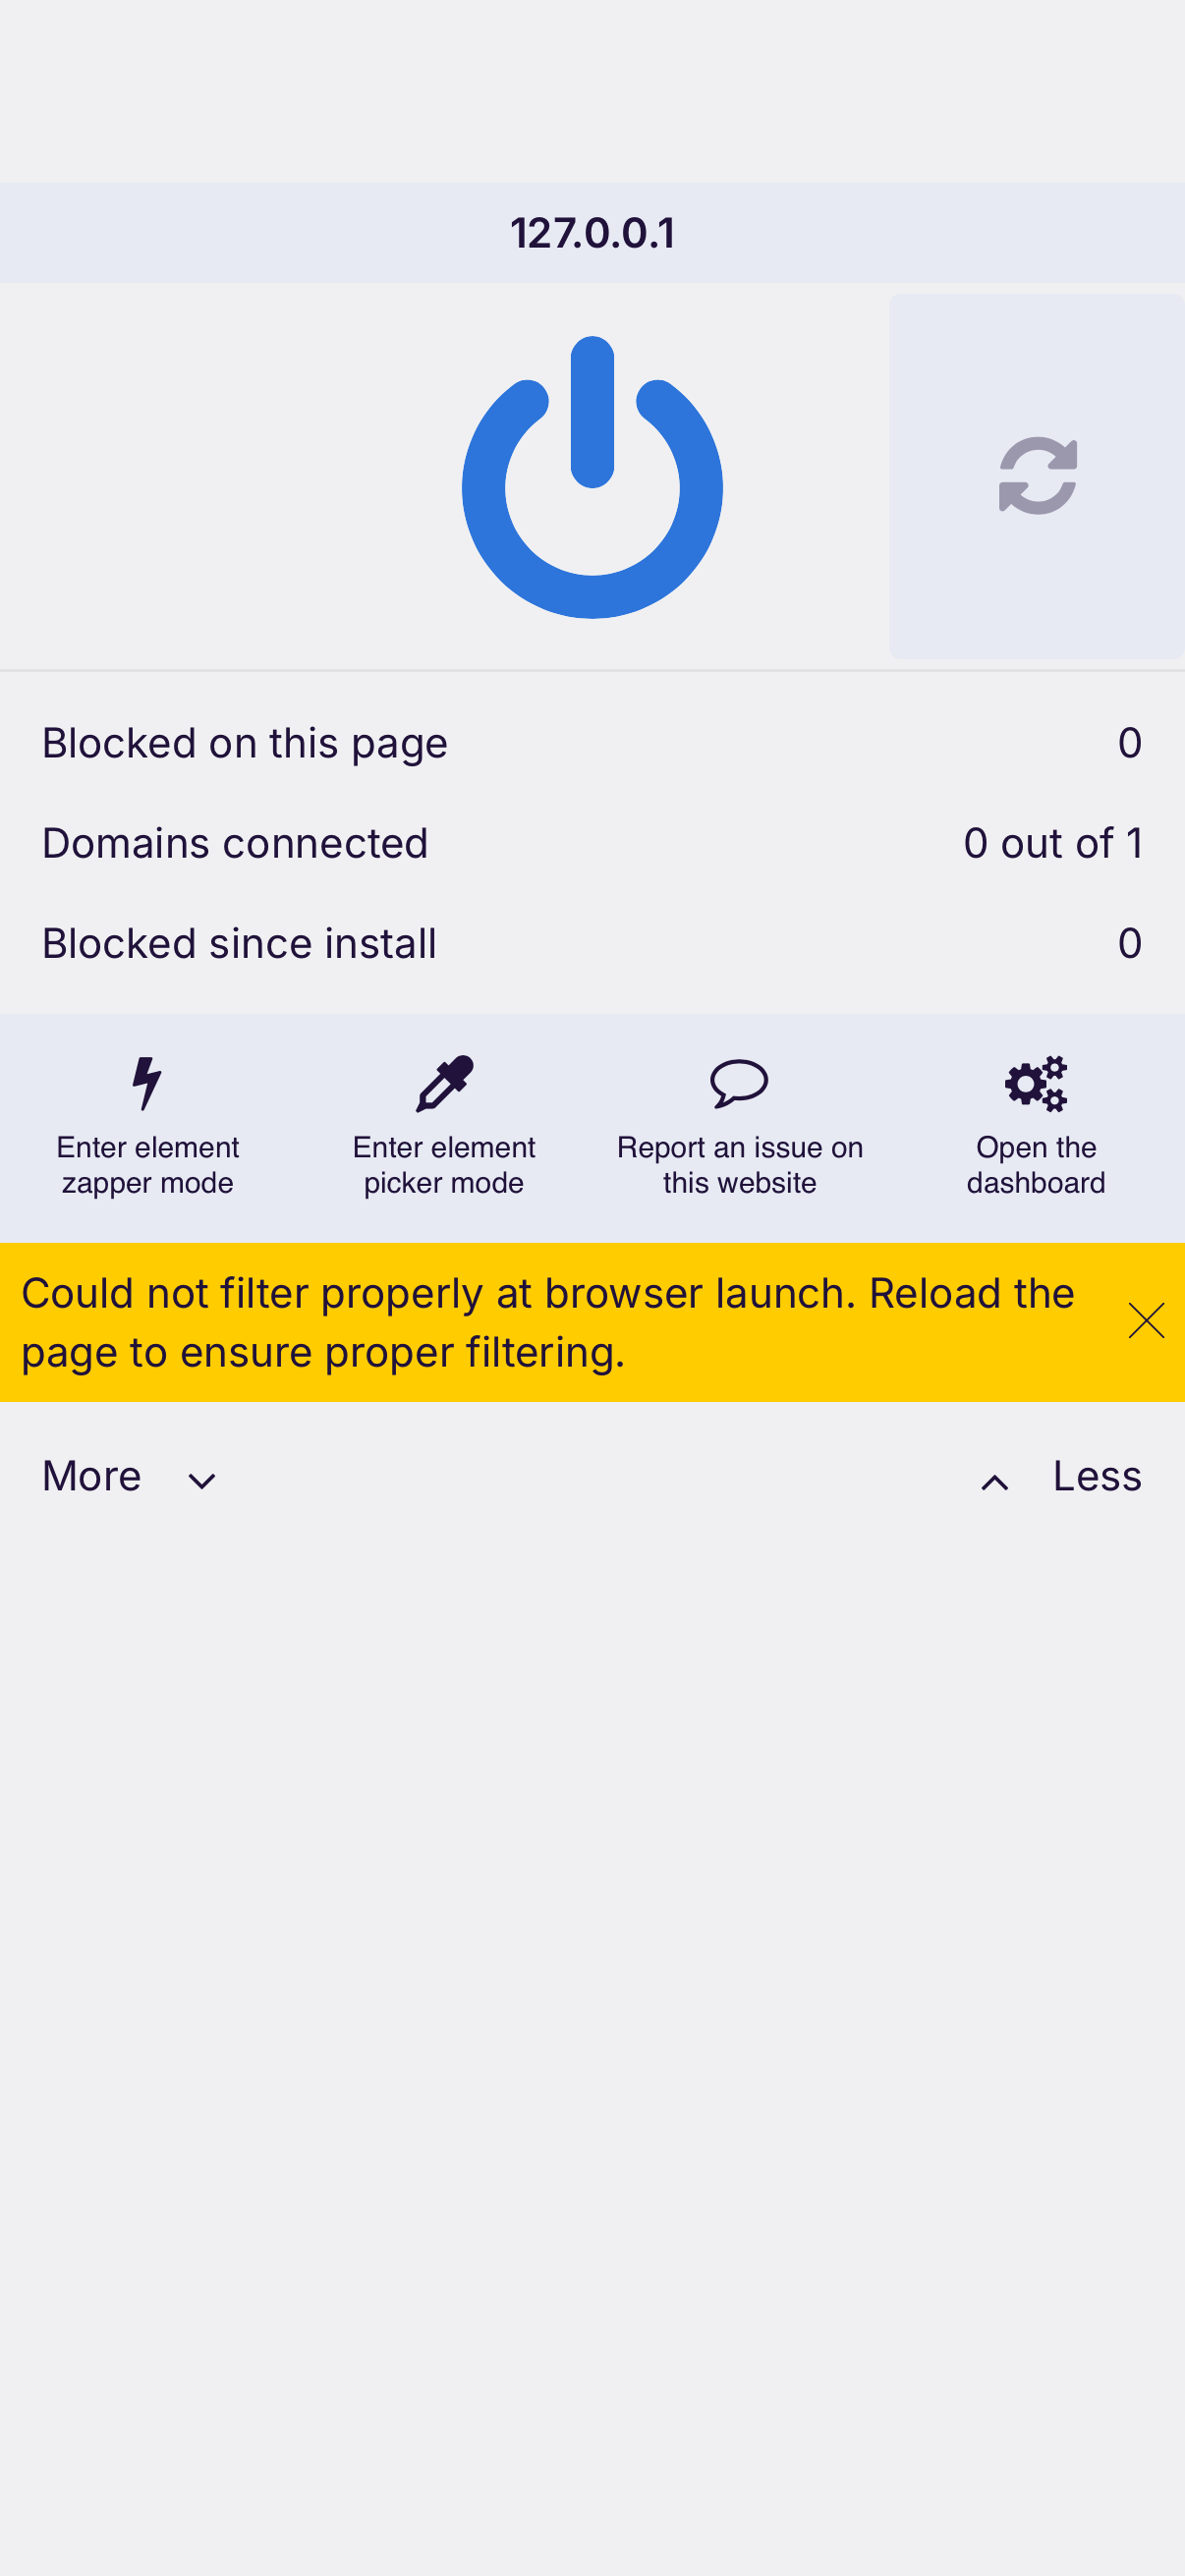 127.0.0.1
Blocked on this page 0
Domains connected 0 out of 1
Blocked since install 0
Enter element zapper mode
Enter element picker mode
Report an issue on this website
Open the dashboard
Could not filter properly at browser launch. Reload the
page to ensure proper filtering.
More Less